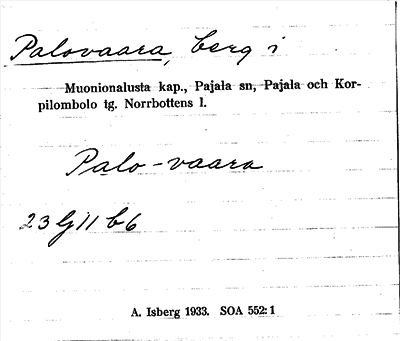 Palovaara, berg i
Muonionalusta kap., Pajala sn, Pajala och Kor-
pilombolo tg. Norrbottens l.
Palo-vaara
23 G 11 b 6
A. Isberg 1933. SOA 552: 1